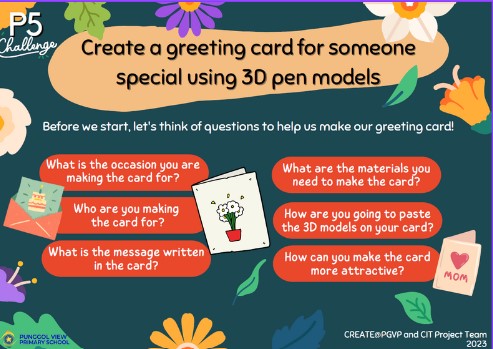 P5
Challenge
Create a greeting card for someone
special using 3D pen models
Before we start, let's think of questions to help us make our greeting card!
What is the occasion you are
making the card for?
Who are you making
the card for?
What is the message written
in the card?
What are the materials you
need to make the card?
How are you going to paste
the 3D models on your card?
How can you make the card
more attractive?
MOM
PUNGGOL VIEW
PRIMARY SCHOOL
CREATE@PGVP and CIT Project Team
2023